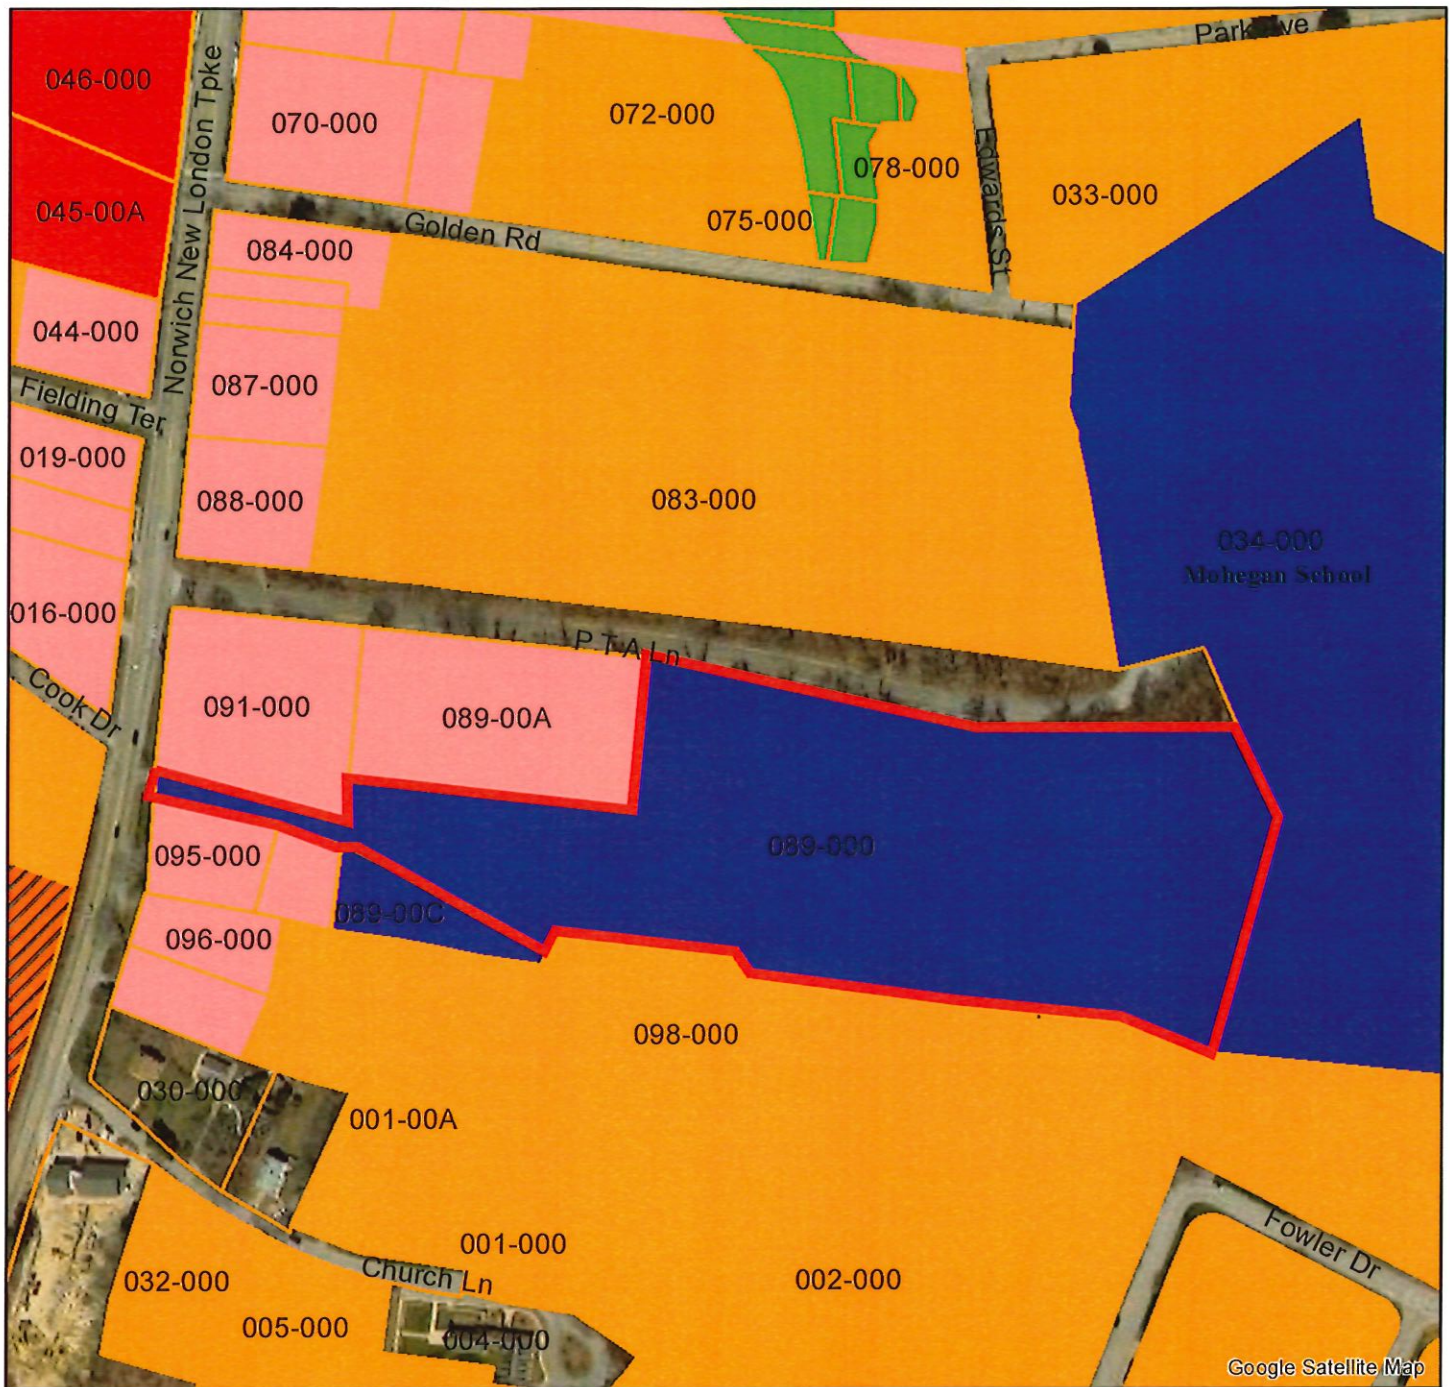 Park Ave
046-000
Norwich New London Tpke
070-000
072-000
078-000
Edwards St
033-000
045-00A
075-000
Golden Rd
084-000
044-000
087-000
Fielding Ter
019-000
088-000
083-000
034-000
Mohegan School
016-000
P T A Ln
Cook Dr
091-000
089-00A
095-000
089-000
089-00C
096-000
098-000
030-000
001-00A
001-000
Fowler Dr
Church Ln
032-000
002-000
005-000
004-000
Google Satellite Map